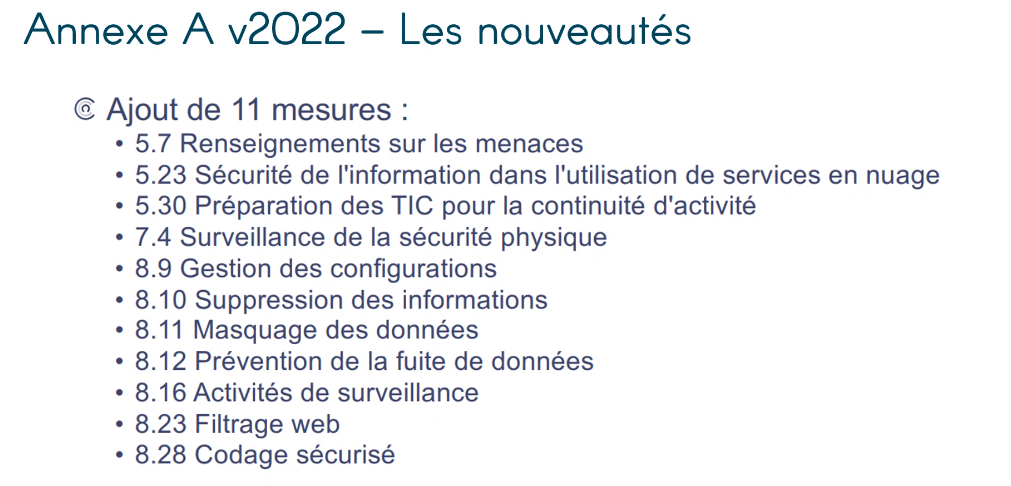 Annexe A v2022 – Les nouveautés
Ajout de 11 mesures :
• 5.7 Renseignements sur les menaces
• 5.23 Sécurité de l'information dans l'utilisation de services en nuage
• 5.30 Préparation des TIC pour la continuité d'activité
• 7.4 Surveillance de la sécurité physique
• 8.9 Gestion des configurations
• 8.10 Suppression des informations
• 8.11 Masquage des données
• 8.12 Prévention de la fuite de données
• 8.16 Activités de surveillance
• 8.23 Filtrage web
• 8.28 Codage sécurisé